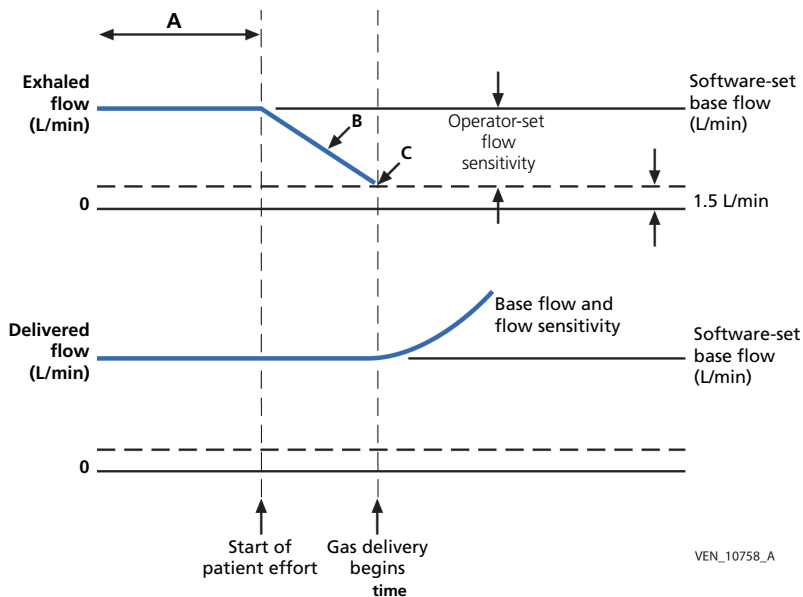 A
Exhaled
flow
(L/min)
B
C
Operator-set
flow
sensitivity
Software-set
base flow
(L/min)
0
1.5 L/min
Delivered
flow
(L/min)
Base flow and
flow sensitivity
Software-set
base flow
(L/min)
0
Start of
patient effort
Gas delivery
begins
time
VEN_10758_A